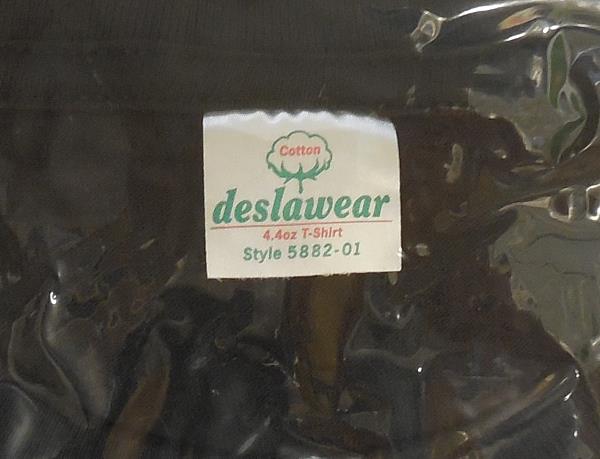 Cotton
deslawear
4.4oz T-Shirt
Style 5882-01